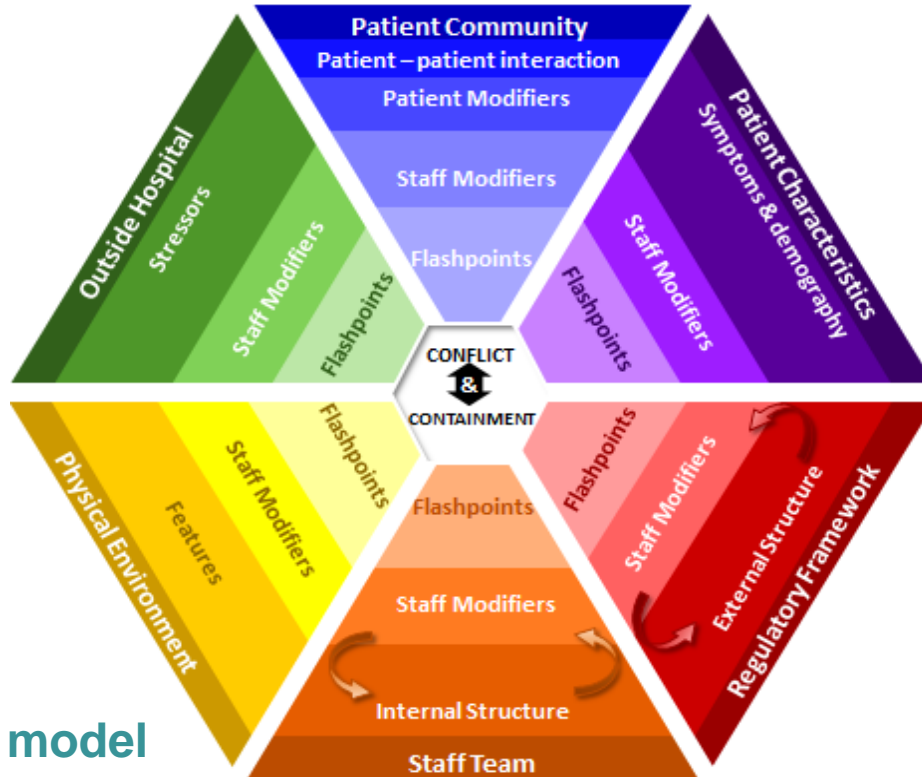 Patient Community
Patient – patient interaction
Patient Modifiers
Staff Modifiers
Flashpoints
Patient Characteristics
Symptoms & demography
Staff Modifiers
Flashpoints
Regulatory Framework
External Structure
Staff Modifiers
Flashpoints
Flashpoints
Staff Modifiers
Internal Structure
Staff Team
Physical Environment
Features
Staff Modifiers
Flashpoints
Outside Hospital
Stressors
Staff Modifiers
Flashpoints
CONFLICT
&
CONTAINMENT
model